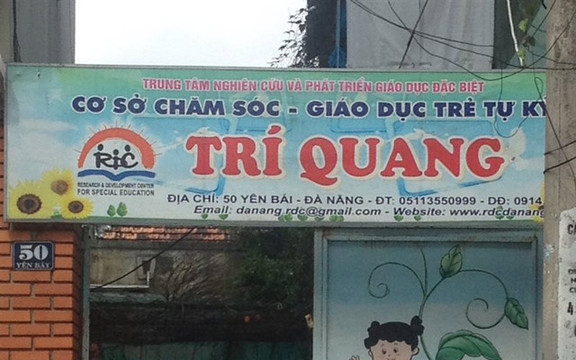 TRUNG TÂM NGHIÊN CỨU VÀ PHÁT TRIỂN GIÁO DỤC ĐẶC BIỆT
CƠ SỞ CHĂM SÓC - GIÁO DỤC TRẺ TỰ KỶ
RIC
RESEARCH & DEVELOPMENT CENTER
FOR SPECIAL EDUCATION
TRÍ QUANG
ĐỊA CHỈ: 50 YÊN BÁI - ĐÀ NẴNG - ĐT: 05113550999 - DĐ: 0914
Email: danang.rdc@gmail.com - Website: www.rdcdanang
50
YÊN BÁY